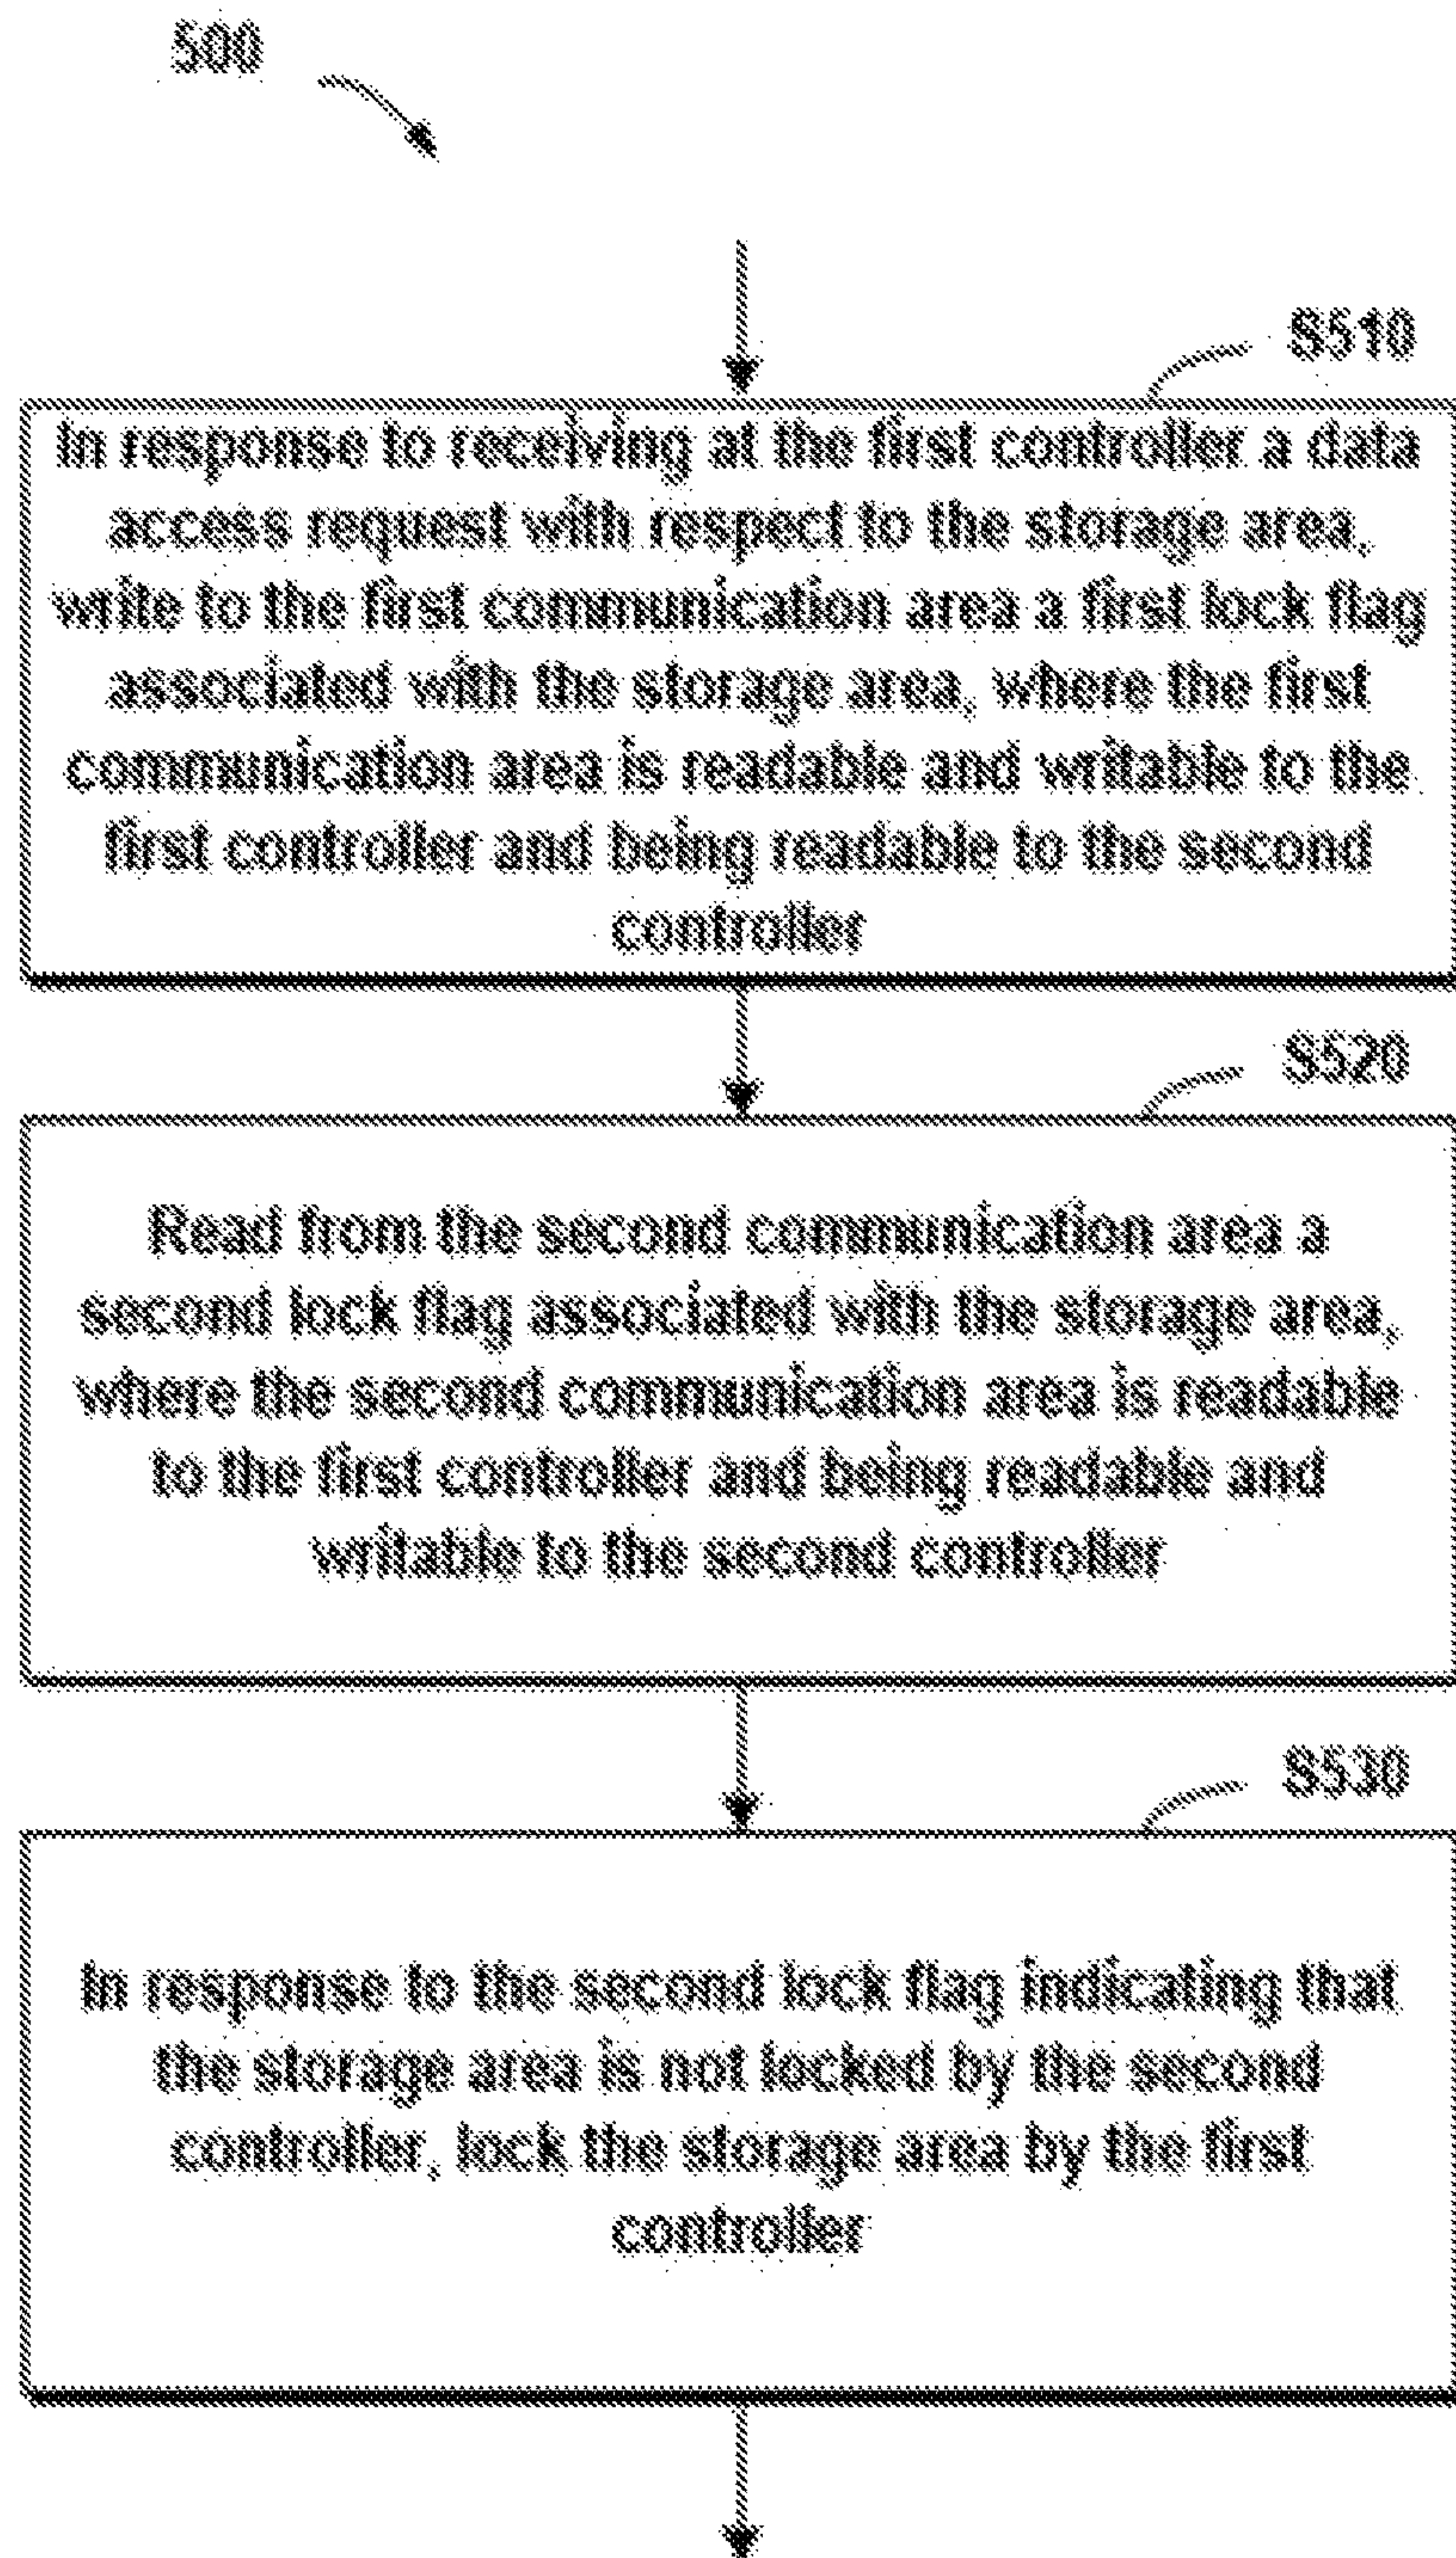 500
S510
In response to receiving at the first controller a data
access request with respect to the storage area,
write to the first communication area a first lock flag
associated with the storage area, where the first
communication area is readable and writable to the
first controller and being readable to the second
controller
S520
Read from the second communication area a
second lock flag associated with the storage area,
where the second communication area is readable
to the first controller and being readable and
writable to the second controller
S530
In response to the second lock flag indicating that
the storage area is not locked by the second
controller, lock the storage area by the first
controller